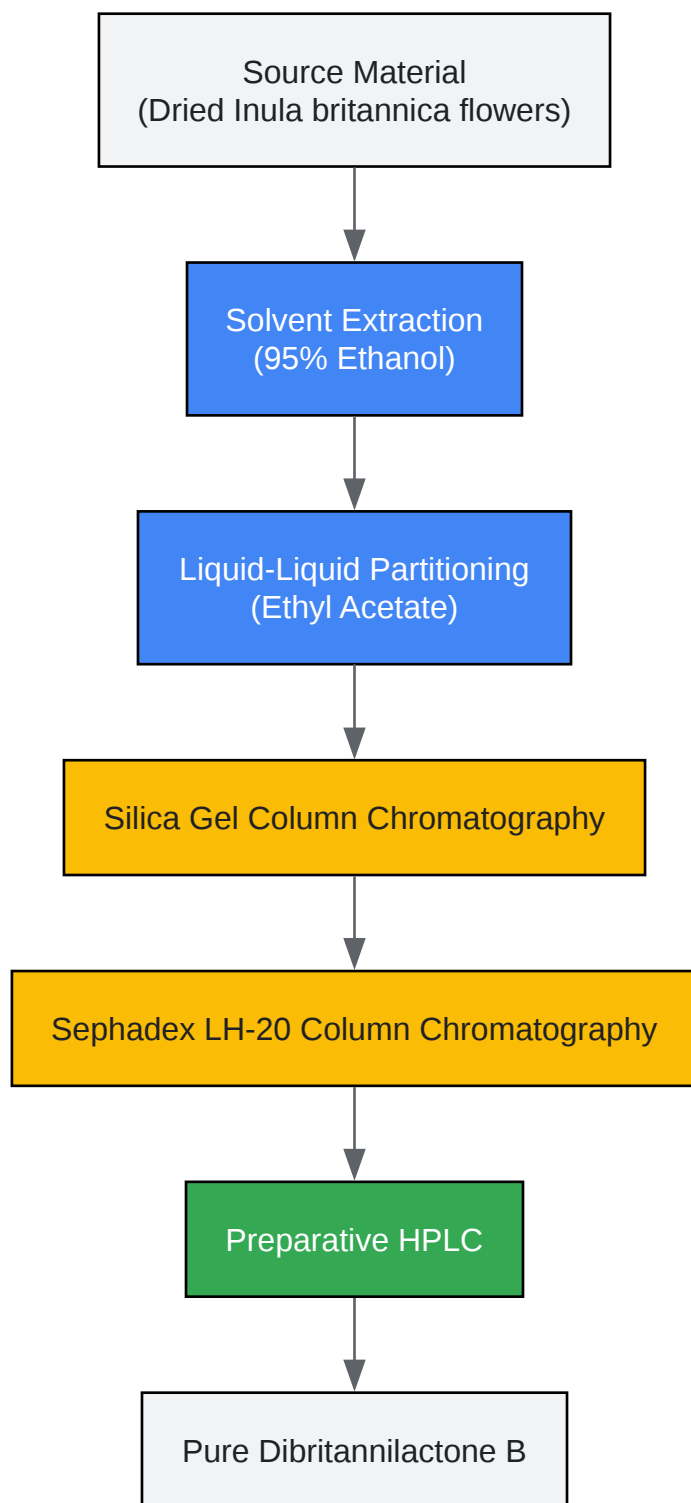 Source Material
(Dried Inula britannica flowers)
Solvent Extraction
(95% Ethanol)
Liquid-Liquid Partitioning
(Ethyl Acetate)
Silica Gel Column Chromatography
Sephadex LH-20 Column Chromatography
Preparative HPLC
Pure Dibritannilactone B